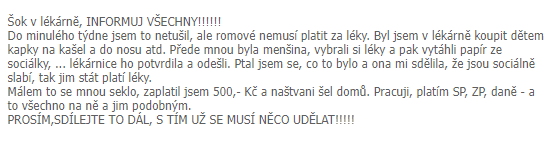 Šok v lékárně, INFORMUJ VŠECHNY!!!!!!
Do minulého týdne jsem to netušil, ale romové nemusí platit za léky. Byl jsem v lékárně koupit dětem
kapky na kašel a do nosu atd. Přede mnou byla menšina, vybrali si léky a pak vytáhli papír ze
sociálky, ... lékárnice ho potvrdila a odešli. Ptal jsem se, co to bylo a ona mi sdělila, že jsou sociálně
slabí, tak jim stát platí léky.
Málem to se mnou seklo, zaplatil jsem 500,- Kč a naštvani šel domů. Pracuji, platím SP, ZP, daně - a
to všechno na ně a jim podobným.
PROSÍM,SDÍLEJTE TO DÁL, S TÍM UŽ SE MUSÍ NĚCO UDĚLAT!!!!!